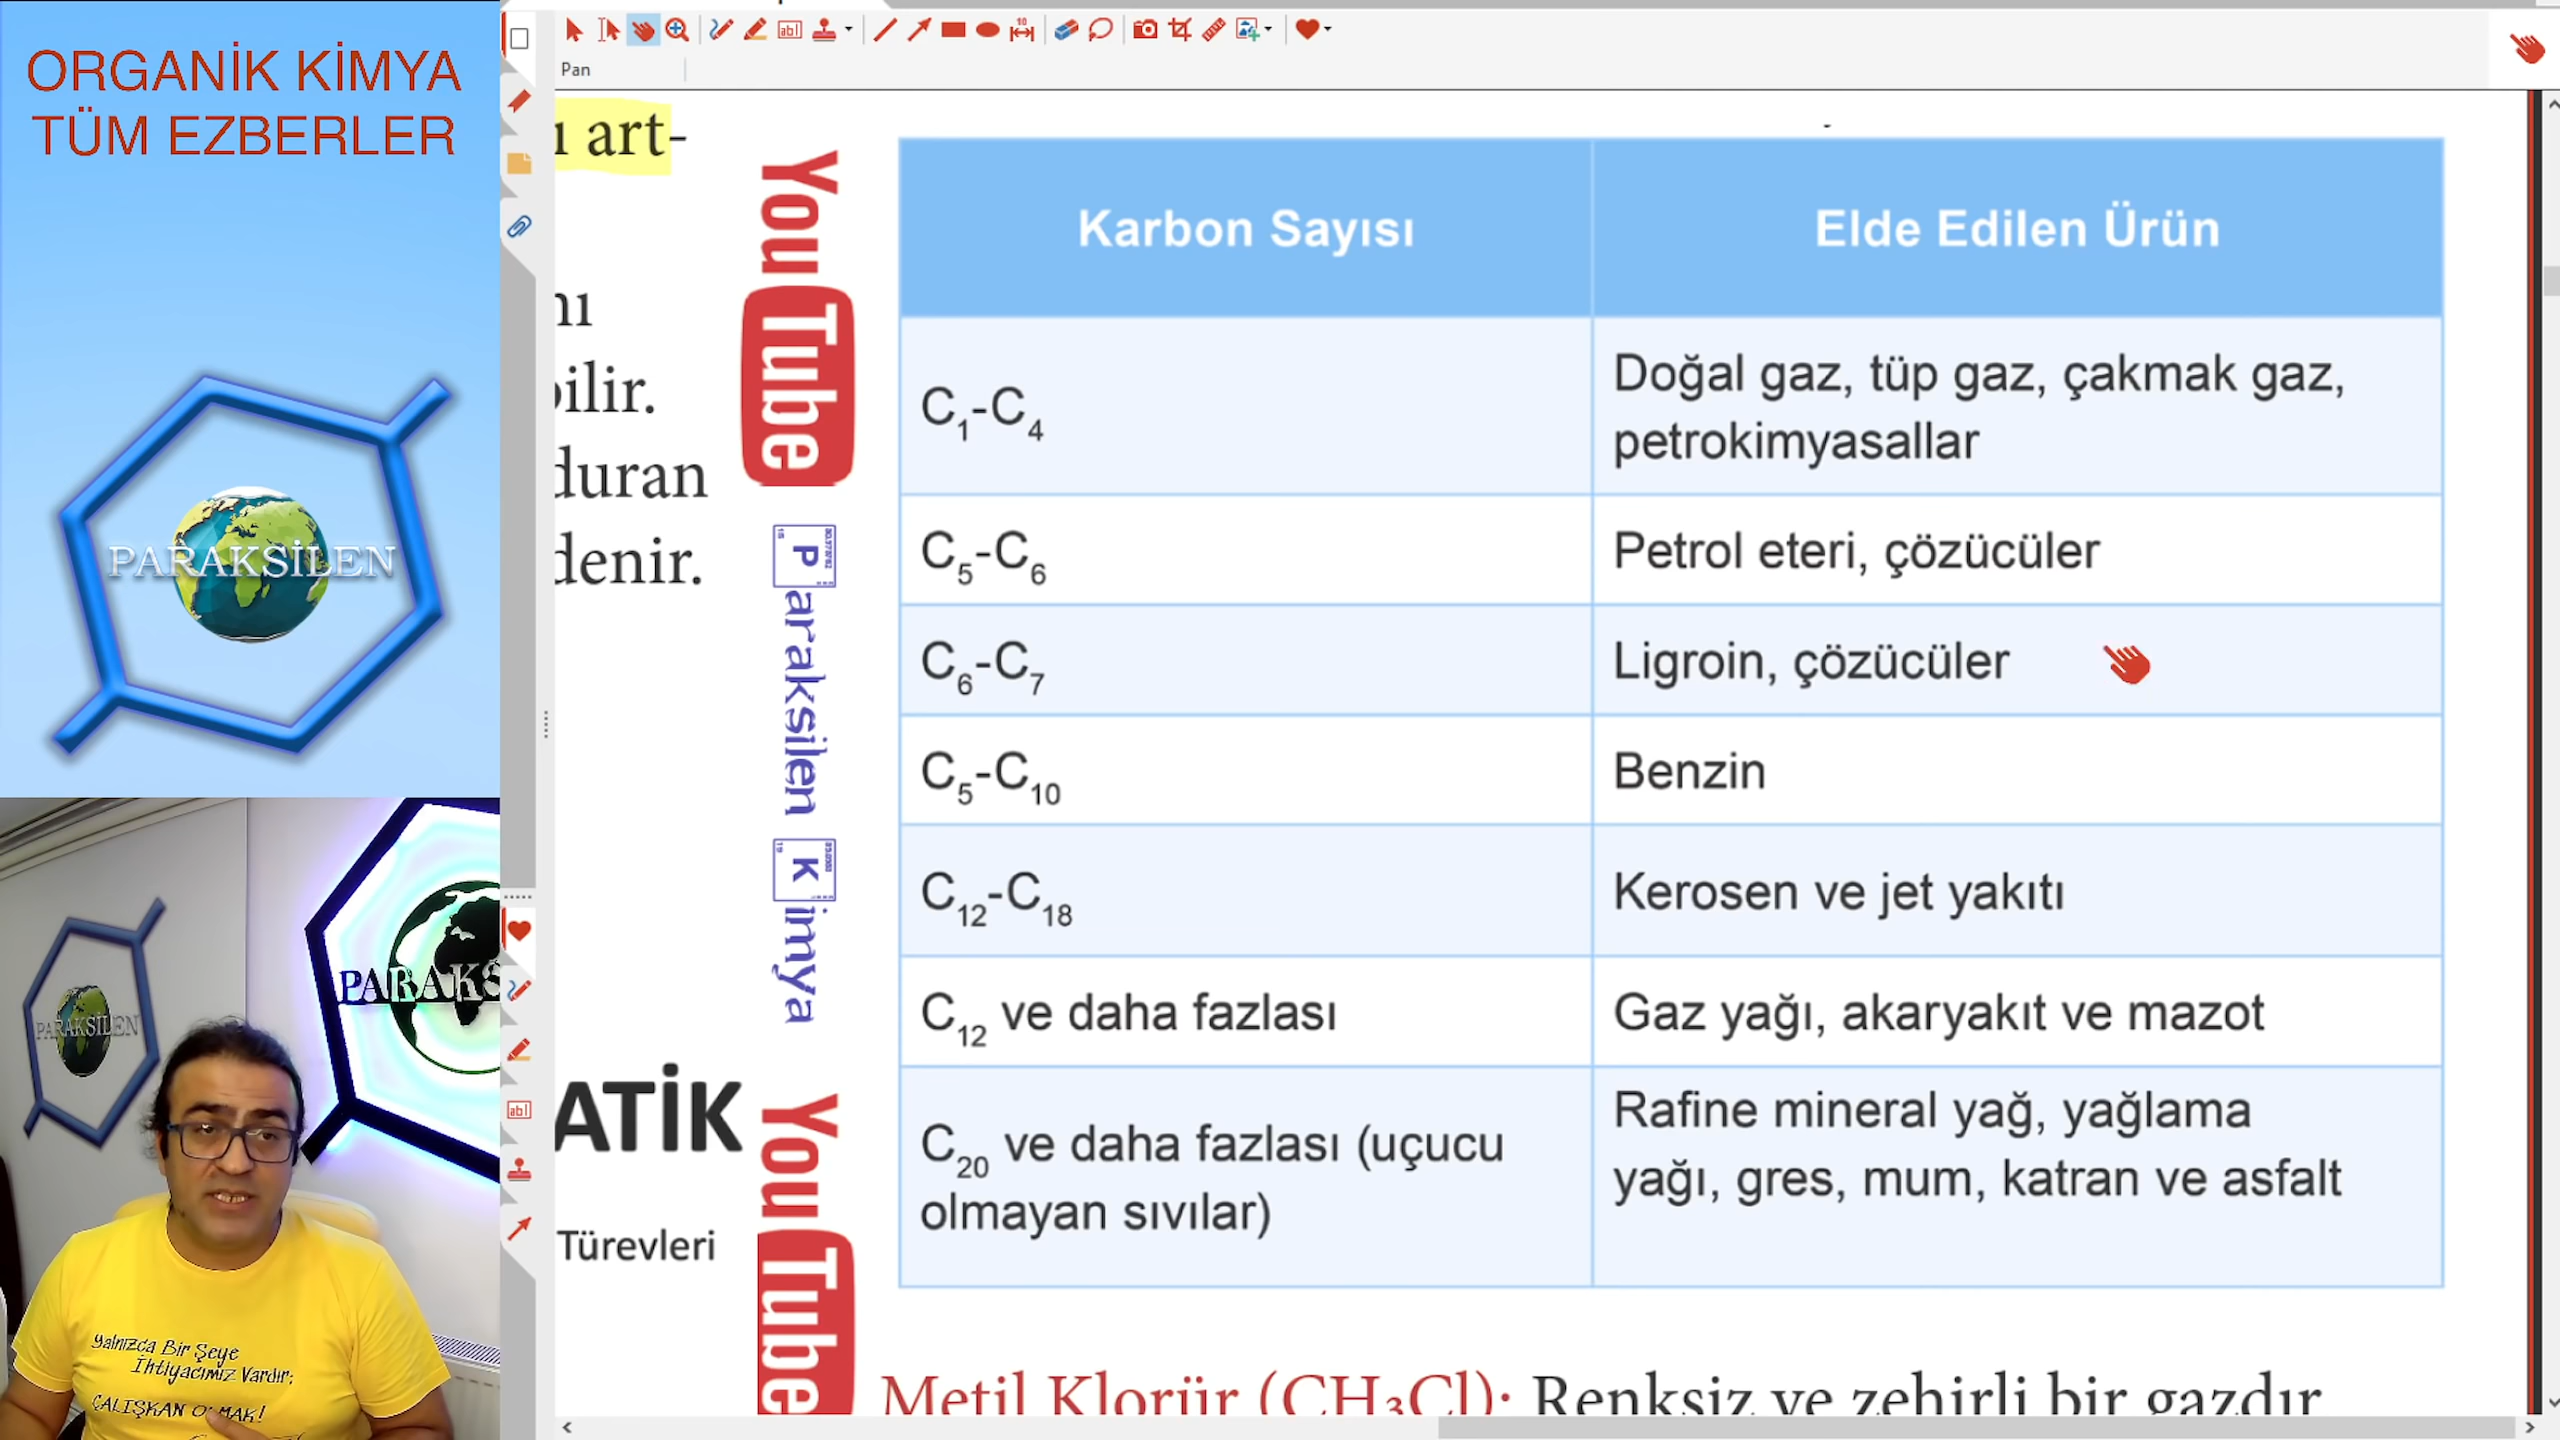 ORGANİK KİMYA
TÜM EZBERLER
PARAKSİLEN
PARAKSİLEN
PARAKS
Yalnızca Bir Şeye
İhtiyacımız Vardır;
ÇALIŞKAN OLMAK!
Pan
ı art-
nı
bilir.
duran
denir.
ATİK
Türevleri
YouTube
Paraksilen Kimya
YouTube
Karbon Sayısı
Elde Edilen Ürün
C₁-C₄
Doğal gaz, tüp gaz, çakmak gaz,
petrokimyasallar
C₅-C₆
Petrol eteri, çözücüler
C₆-C₇
Ligroin, çözücüler
C₅-C₁₀
Benzin
C₁₂-C₁₈
Kerosen ve jet yakıtı
C₁₂ ve daha fazlası
Gaz yağı, akaryakıt ve mazot
C₂₀ ve daha fazlası (uçucu
olmayan sıvılar)
Rafine mineral yağ, yağlama
yağı, gres, mum, katran ve asfalt
Metil Klorür (CH₃Cl): Renksiz ve zehirli bir gazdır